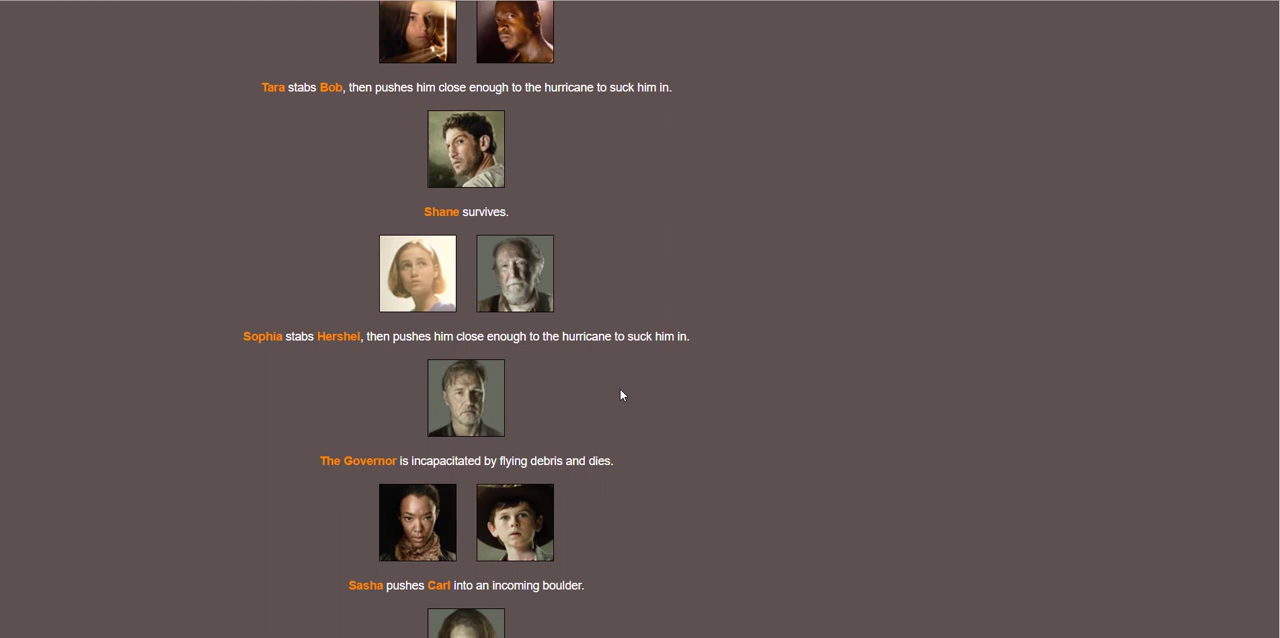 Tara stabs Bob, then pushes him close enough to the hurricane to suck him in.
Shane survives.
Sophia stabs Hershel, then pushes him close enough to the hurricane to suck him in.
The Governor is incapacitated by flying debris and dies.
Sasha pushes Carl into an incoming boulder.